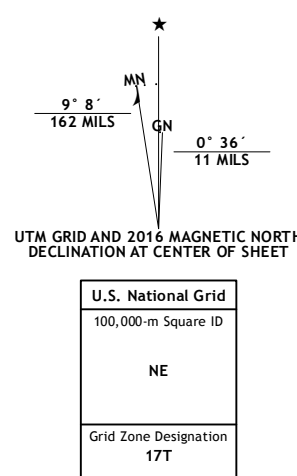 ★
MN
9° 8´
162 MILS
GN
0° 36´
11 MILS
UTM GRID AND 2016 MAGNETIC NORTH
DECLINATION AT CENTER OF SHEET
U.S. National Grid
100,000-m Square ID
NE
Grid Zone Designation
17T